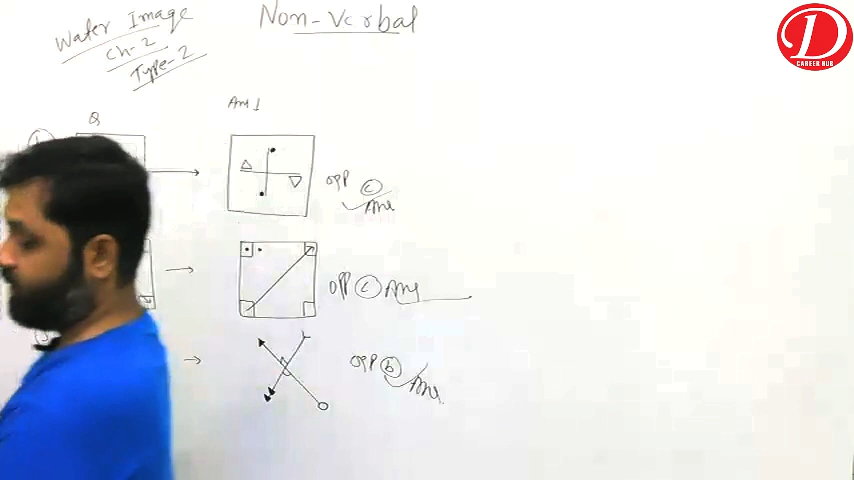 Water Image
Ch-2
Type-2
Non-Verbal
D
CAREER HUB
Q
Ans 1
opp (c)
Ans
opp (c) Ans
opp (b)
Ans